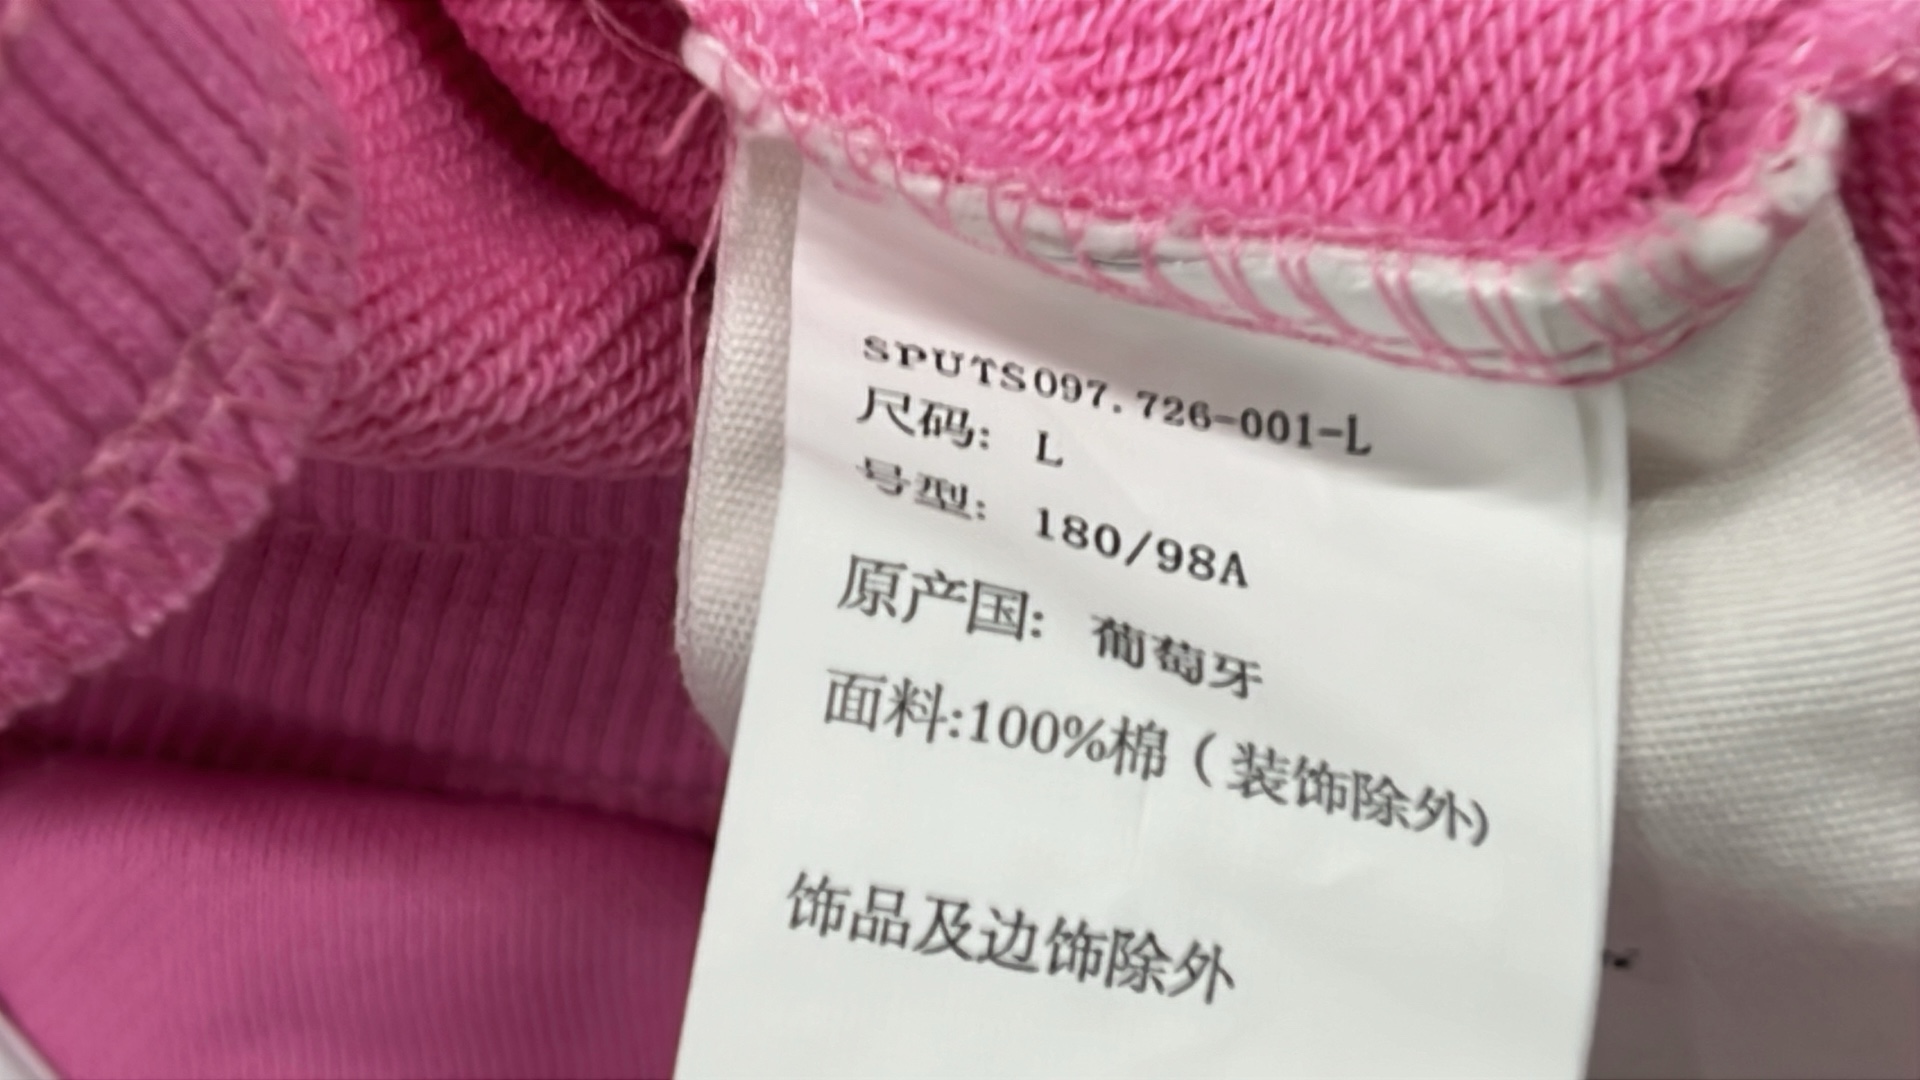 SPUTS097.726-001-L
尺码: L
号型: 180/98A
原产国: 葡萄牙
面料:100%棉（装饰除外)
饰品及边饰除外